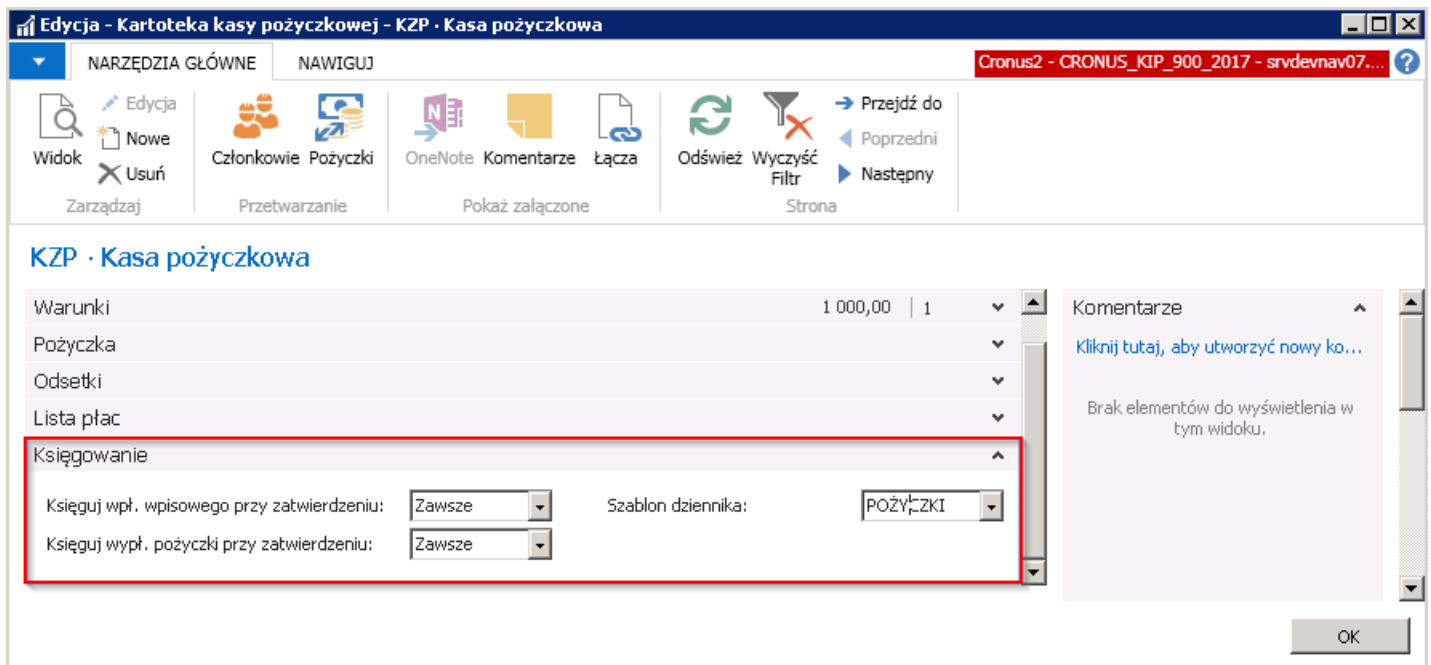 Edycja - Kartoteka kasy pożyczkowej - KZP · Kasa pożyczkowa
NARZĘDZIA GŁÓWNE NAWIGUJ Cronus2 - CRONUS_KIP_900_2017 - srvdevnav07....
Widok
Edycja
Nowe
Usuń
Zarządzaj
Członkowie Pożyczki
Przetwarzanie
OneNote Komentarze Łącza
Pokaż załączone
Odśwież Wyczyść
Filtr
Przejdź do
Poprzedni
Następny
Strona
KZP · Kasa pożyczkowa
Warunki 1 000,00 | 1
Pożyczka
Odsetki
Lista płac
Księgowanie
Księguj wpł. wpisowego przy zatwierdzeniu: Zawsze Szablon dziennika: POŻYCZKI
Księguj wypł. pożyczki przy zatwierdzeniu: Zawsze
Komentarze
Kliknij tutaj, aby utworzyć nowy ko...
Brak elementów do wyświetlenia w
tym widoku.
OK